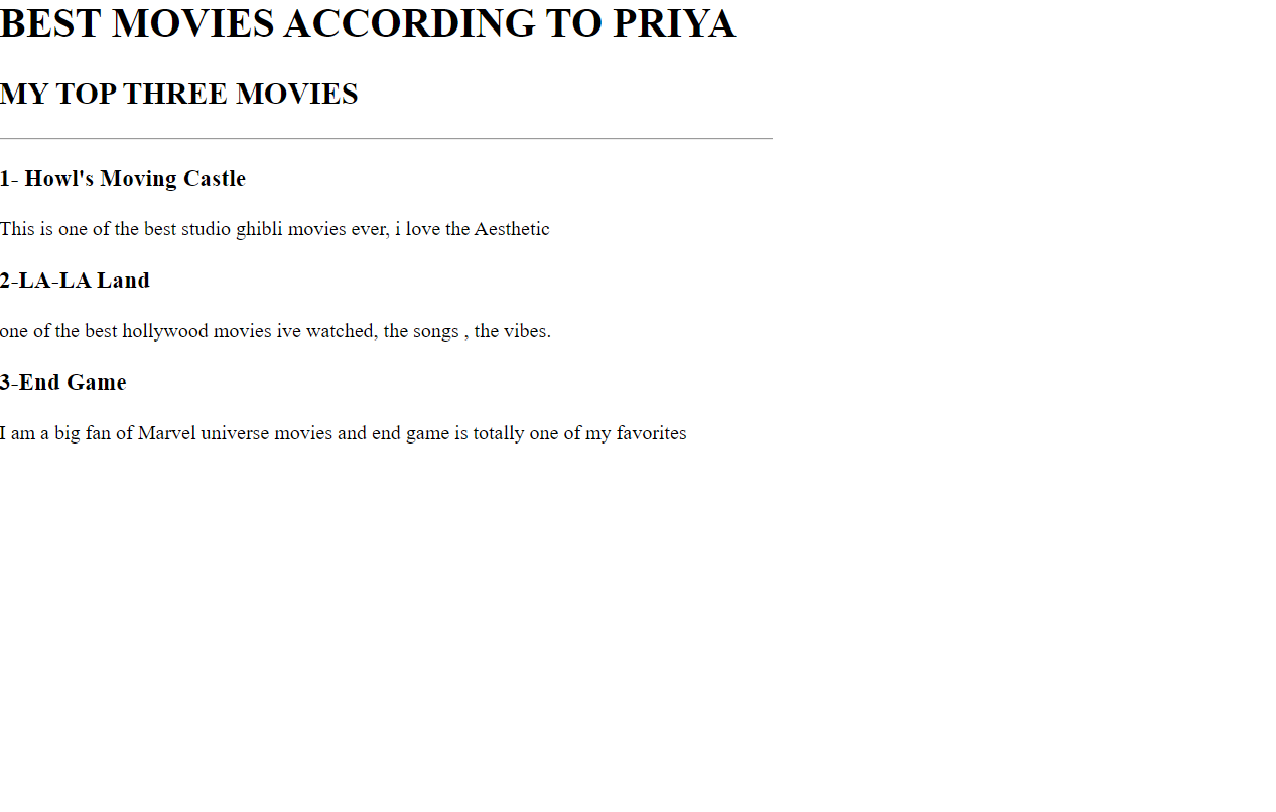 BEST MOVIES ACCORDING TO PRIYA
MY TOP THREE MOVIES
1- Howl's Moving Castle
This is one of the best studio ghibli movies ever, i love the Aesthetic
2-LA-LA Land
one of the best hollywood movies ive watched, the songs , the vibes.
3-End Game
I am a big fan of Marvel universe movies and end game is totally one of my favorites